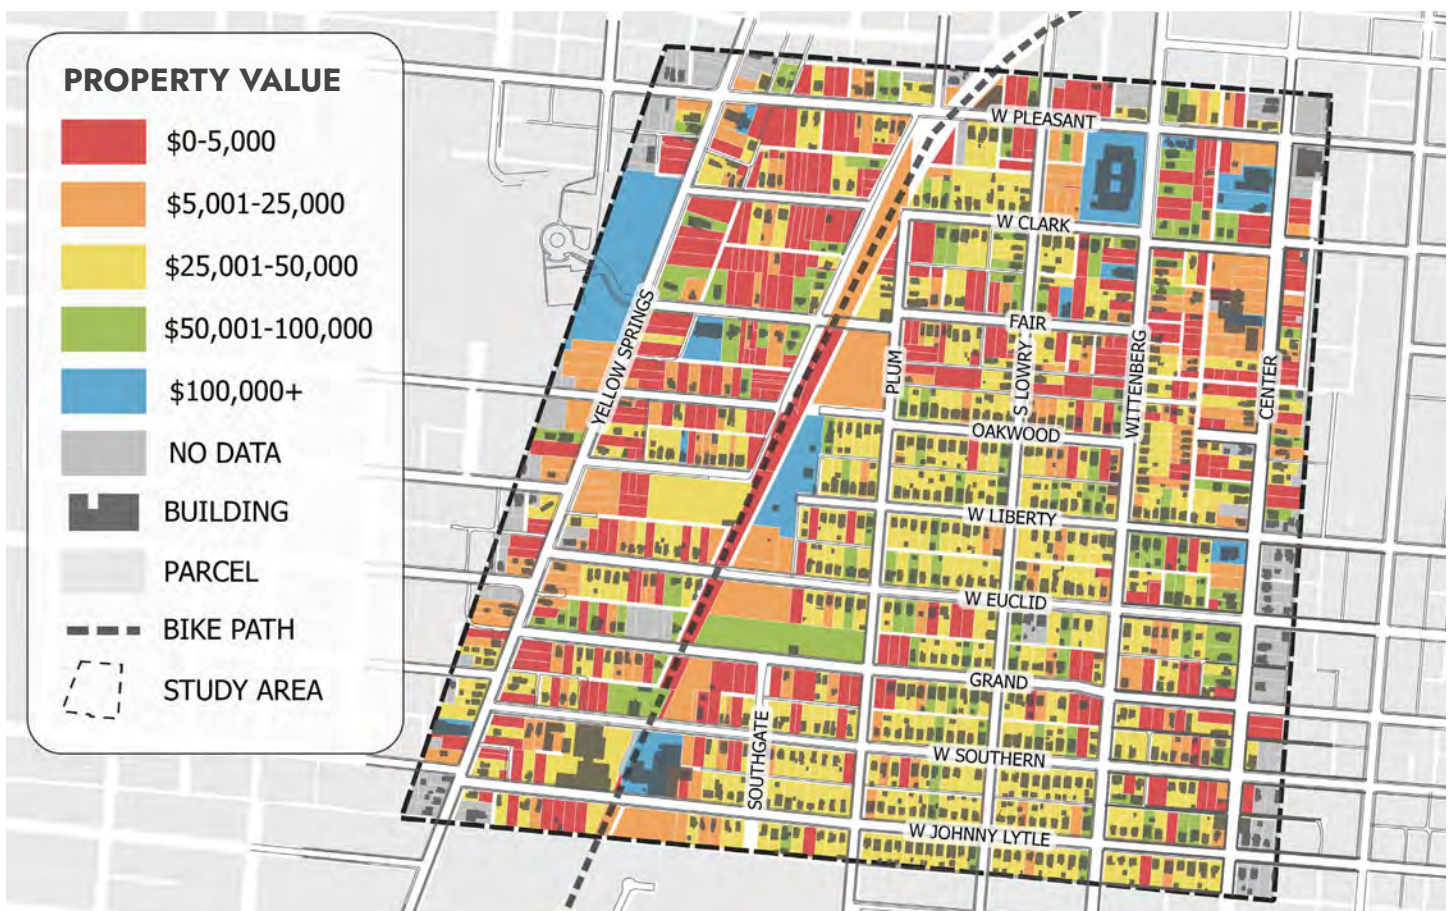 PROPERTY VALUE
$0-5,000
$5,001-25,000
$25,001-50,000
$50,001-100,000
$100,000+
NO DATA
BUILDING
PARCEL
BIKE PATH
STUDY AREA
W PLEASANT
W CLARK
YELLOW SPRINGS
FAIR
PLUM
S LOWRY
WITTENBERG
CENTER
OAKWOOD
W LIBERTY
W EUCLID
GRAND
SOUTHGATE
W SOUTHERN
W JOHNNY LYTLE